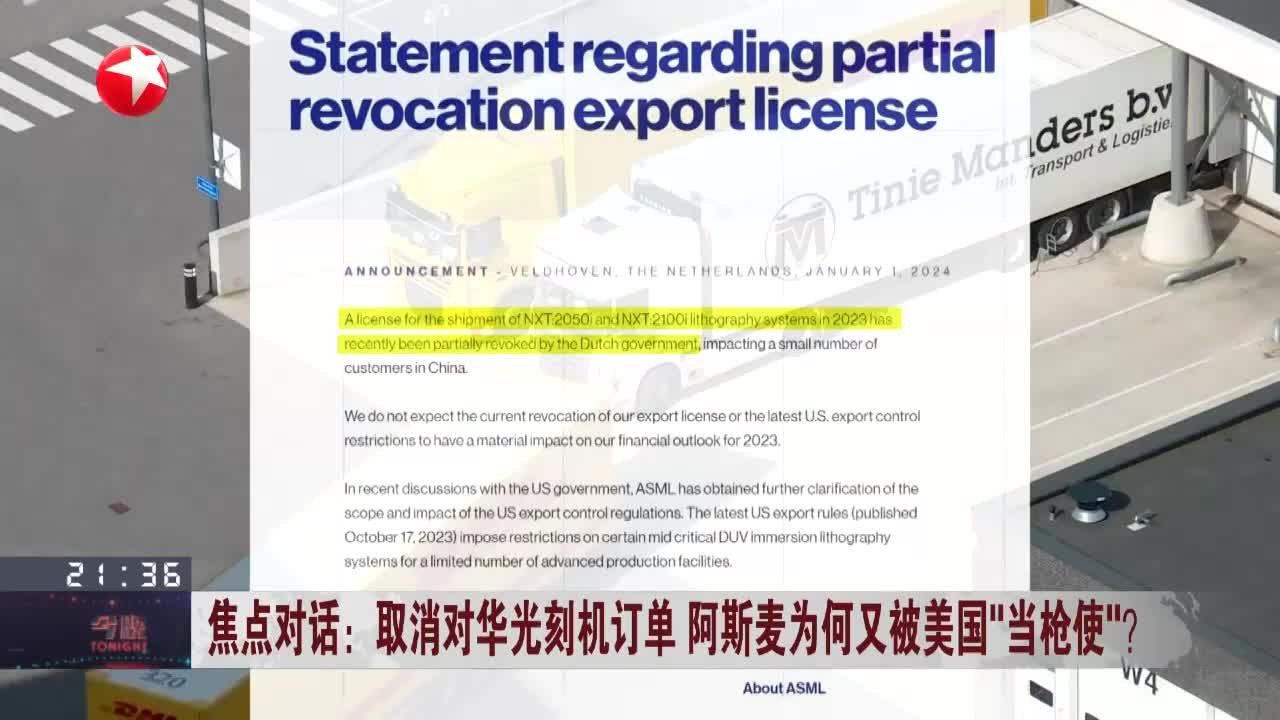 Statement regarding partial
revocation export license
Tinie Manders b.v
Int. Transport & Logistie
M
ANNOUNCEMENT - VELDHOVEN, THE NETHERLANDS, JANUARY 1, 2024
A license for the shipment of NXT:2050i and NXT:2100i lithography systems in 2023 has
recently been partially revoked by the Dutch government, impacting a small number of
customers in China.
We do not expect the current revocation of our export license or the latest U.S. export control
restrictions to have a material impact on our financial outlook for 2023.
In recent discussions with the US government, ASML has obtained further clarification of the
scope and impact of the US export control regulations. The latest US export rules (published
October 17, 2023) impose restrictions on certain mid critical DUV immersion lithography
systems for a limited number of advanced production facilities.
21:36
今晚
TONIGHT
焦点对话：取消对华光刻机订单 阿斯麦为何又被美国"当枪使"？
320
DHL
W4
About ASML